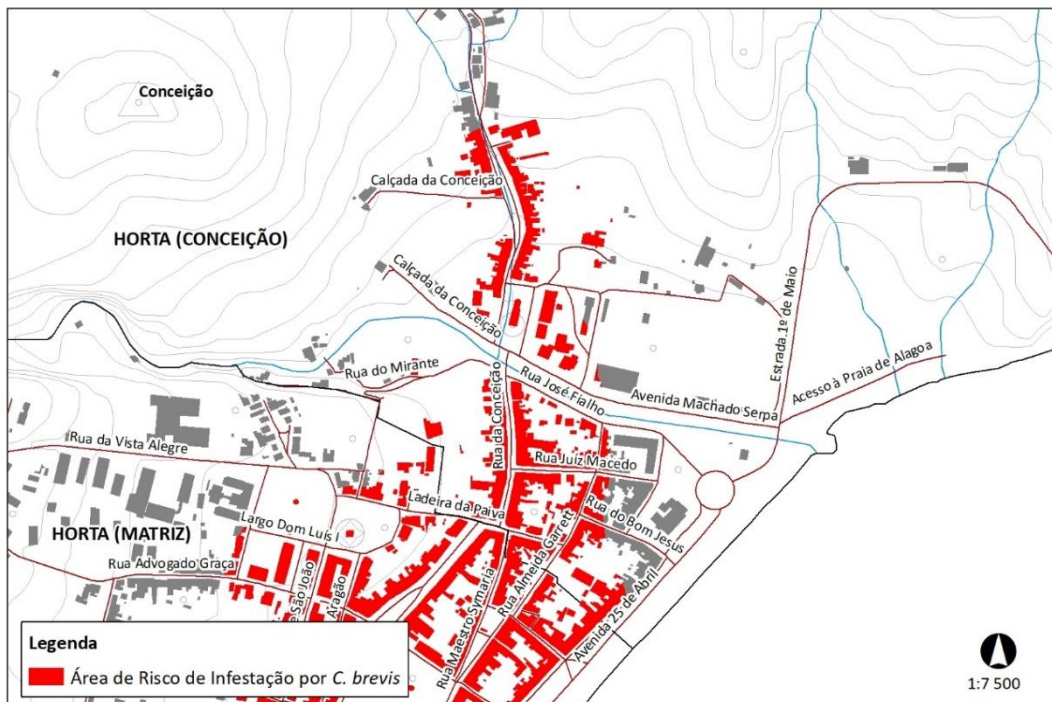 Conceição
Calçada da Conceição
HORTA (CONCEIÇÃO)
Calçada da Conceição
Estrada 1º de Maio
Acesso à Praia de Alagoa
Rua do Mirante
Rua da Conceição
Rua José Fialho
Avenida Machado Serpa
Rua da Vista Alegre
Rua Juiz Macedo
Ladeira da Paiva
Rua do Bom Jesus
Largo Dom Luís I
HORTA (MATRIZ)
Rua Advogado Graça
Rua Almeida Garrett
e São João
Aragão
Rua Maestro Symaria
Avenida 25 de Abril
Legenda
Área de Risco de Infestação por C. brevis
1:7 500